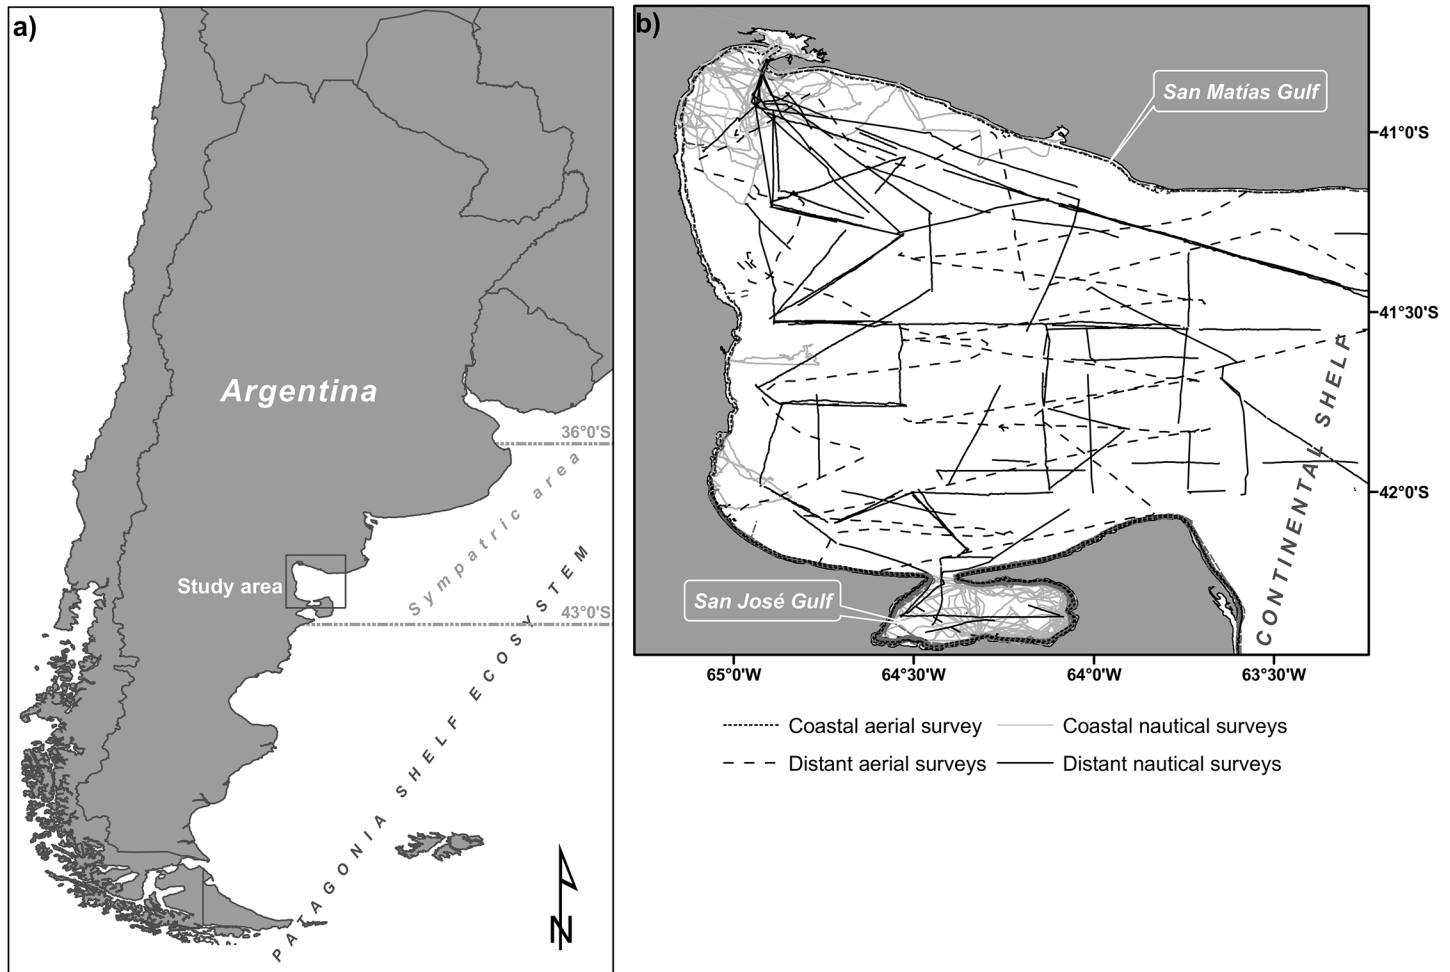 a)
Argentina
36°0'S
Sympatric area
Study area
43°0'S
PATAGONIA SHELF ECOSYSTEM
N
b)
San Matías Gulf
41°0'S
41°30'S
CONTINENTAL SHELF
42°0'S
San José Gulf
65°0'W 64°30'W 64°0'W 63°30'W
Coastal aerial survey Coastal nautical surveys
Distant aerial surveys Distant nautical surveys